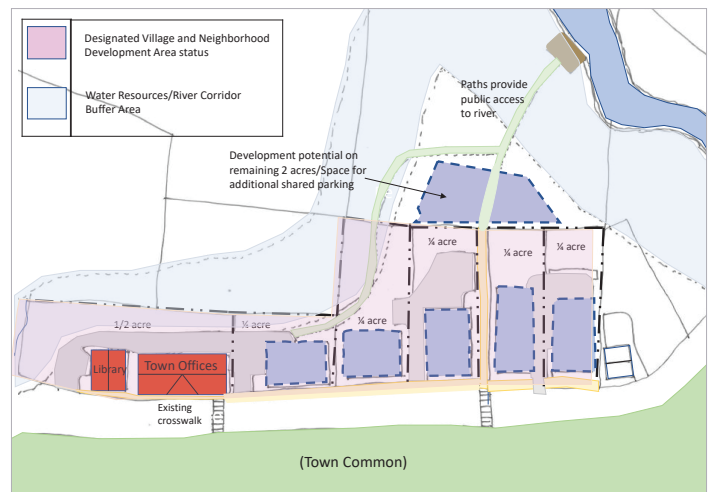 Designated Village and Neighborhood
Development Area status
Water Resources/River Corridor
Buffer Area
Paths provide
public access
to river
Development potential on
remaining 2 acres/Space for
additional shared parking
¼ acre
¼ acre
¼ acre
1/2 acre
½ acre
¼ acre
Library
Town Offices
Existing
crosswalk
(Town Common)